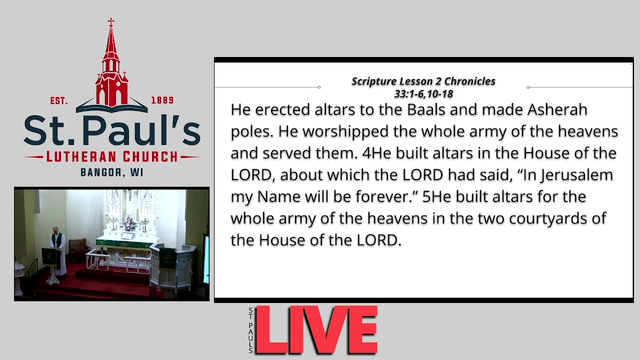 EST. 1889
St. Paul's
LUTHERAN CHURCH
BANGOR, WI
Scripture Lesson 2 Chronicles
33:1-6,10-18
He erected altars to the Baals and made Asherah
poles. He worshipped the whole army of the heavens
and served them. 4He built altars in the House of the
LORD, about which the LORD had said, “In Jerusalem
my Name will be forever.” 5He built altars for the
whole army of the heavens in the two courtyards of
the House of the LORD.
ST PAULS
LIVE